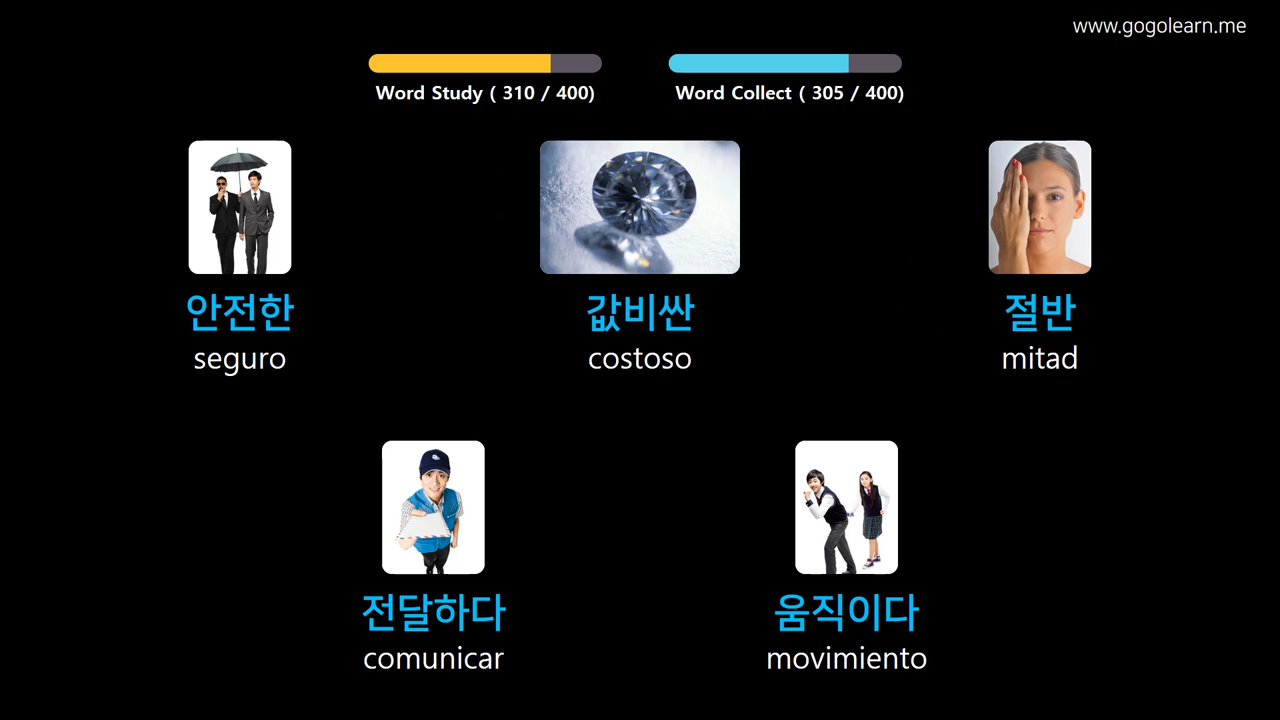 www.gogolearn.me
Word Study ( 310 / 400)
Word Collect ( 305 / 400)
안전한
seguro
값비싼
costoso
절반
mitad
전달하다
comunicar
움직이다
movimiento